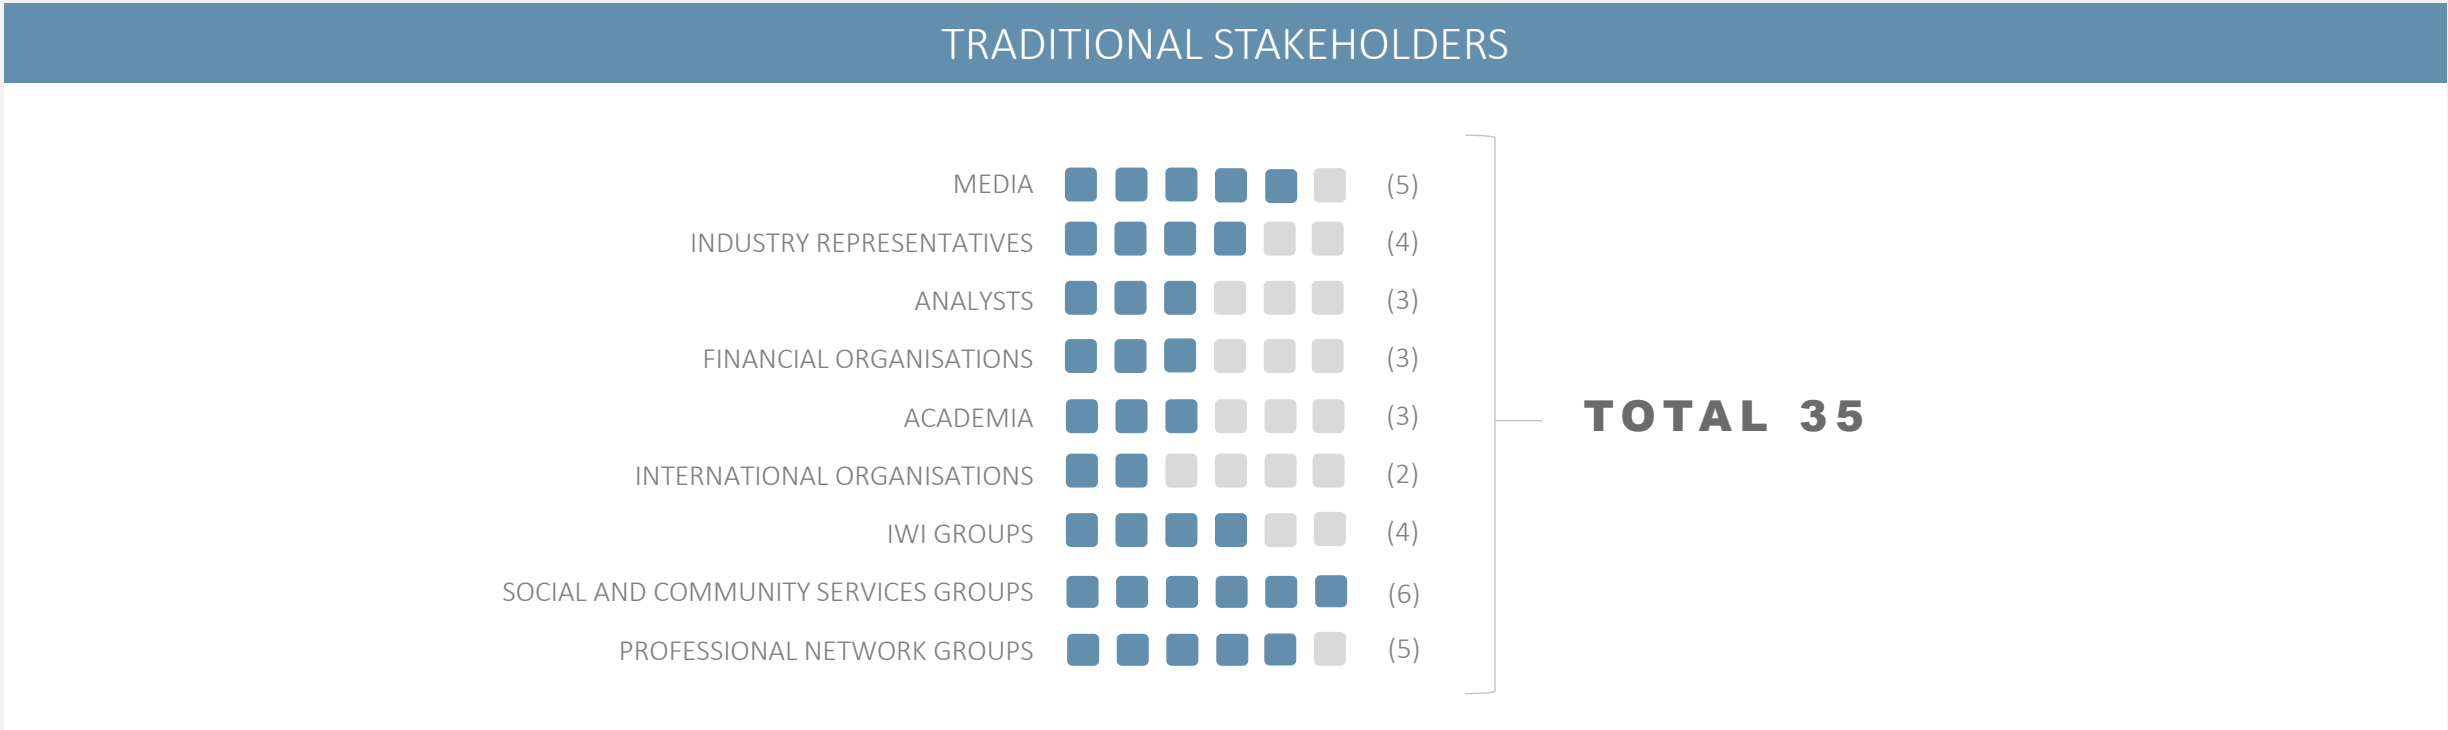 TRADITIONAL STAKEHOLDERS
MEDIA (5)
INDUSTRY REPRESENTATIVES (4)
ANALYSTS (3)
FINANCIAL ORGANISATIONS (3)
ACADEMIA (3)
INTERNATIONAL ORGANISATIONS (2)
IWI GROUPS (4)
SOCIAL AND COMMUNITY SERVICES GROUPS (6)
PROFESSIONAL NETWORK GROUPS (5)
TOTAL 35